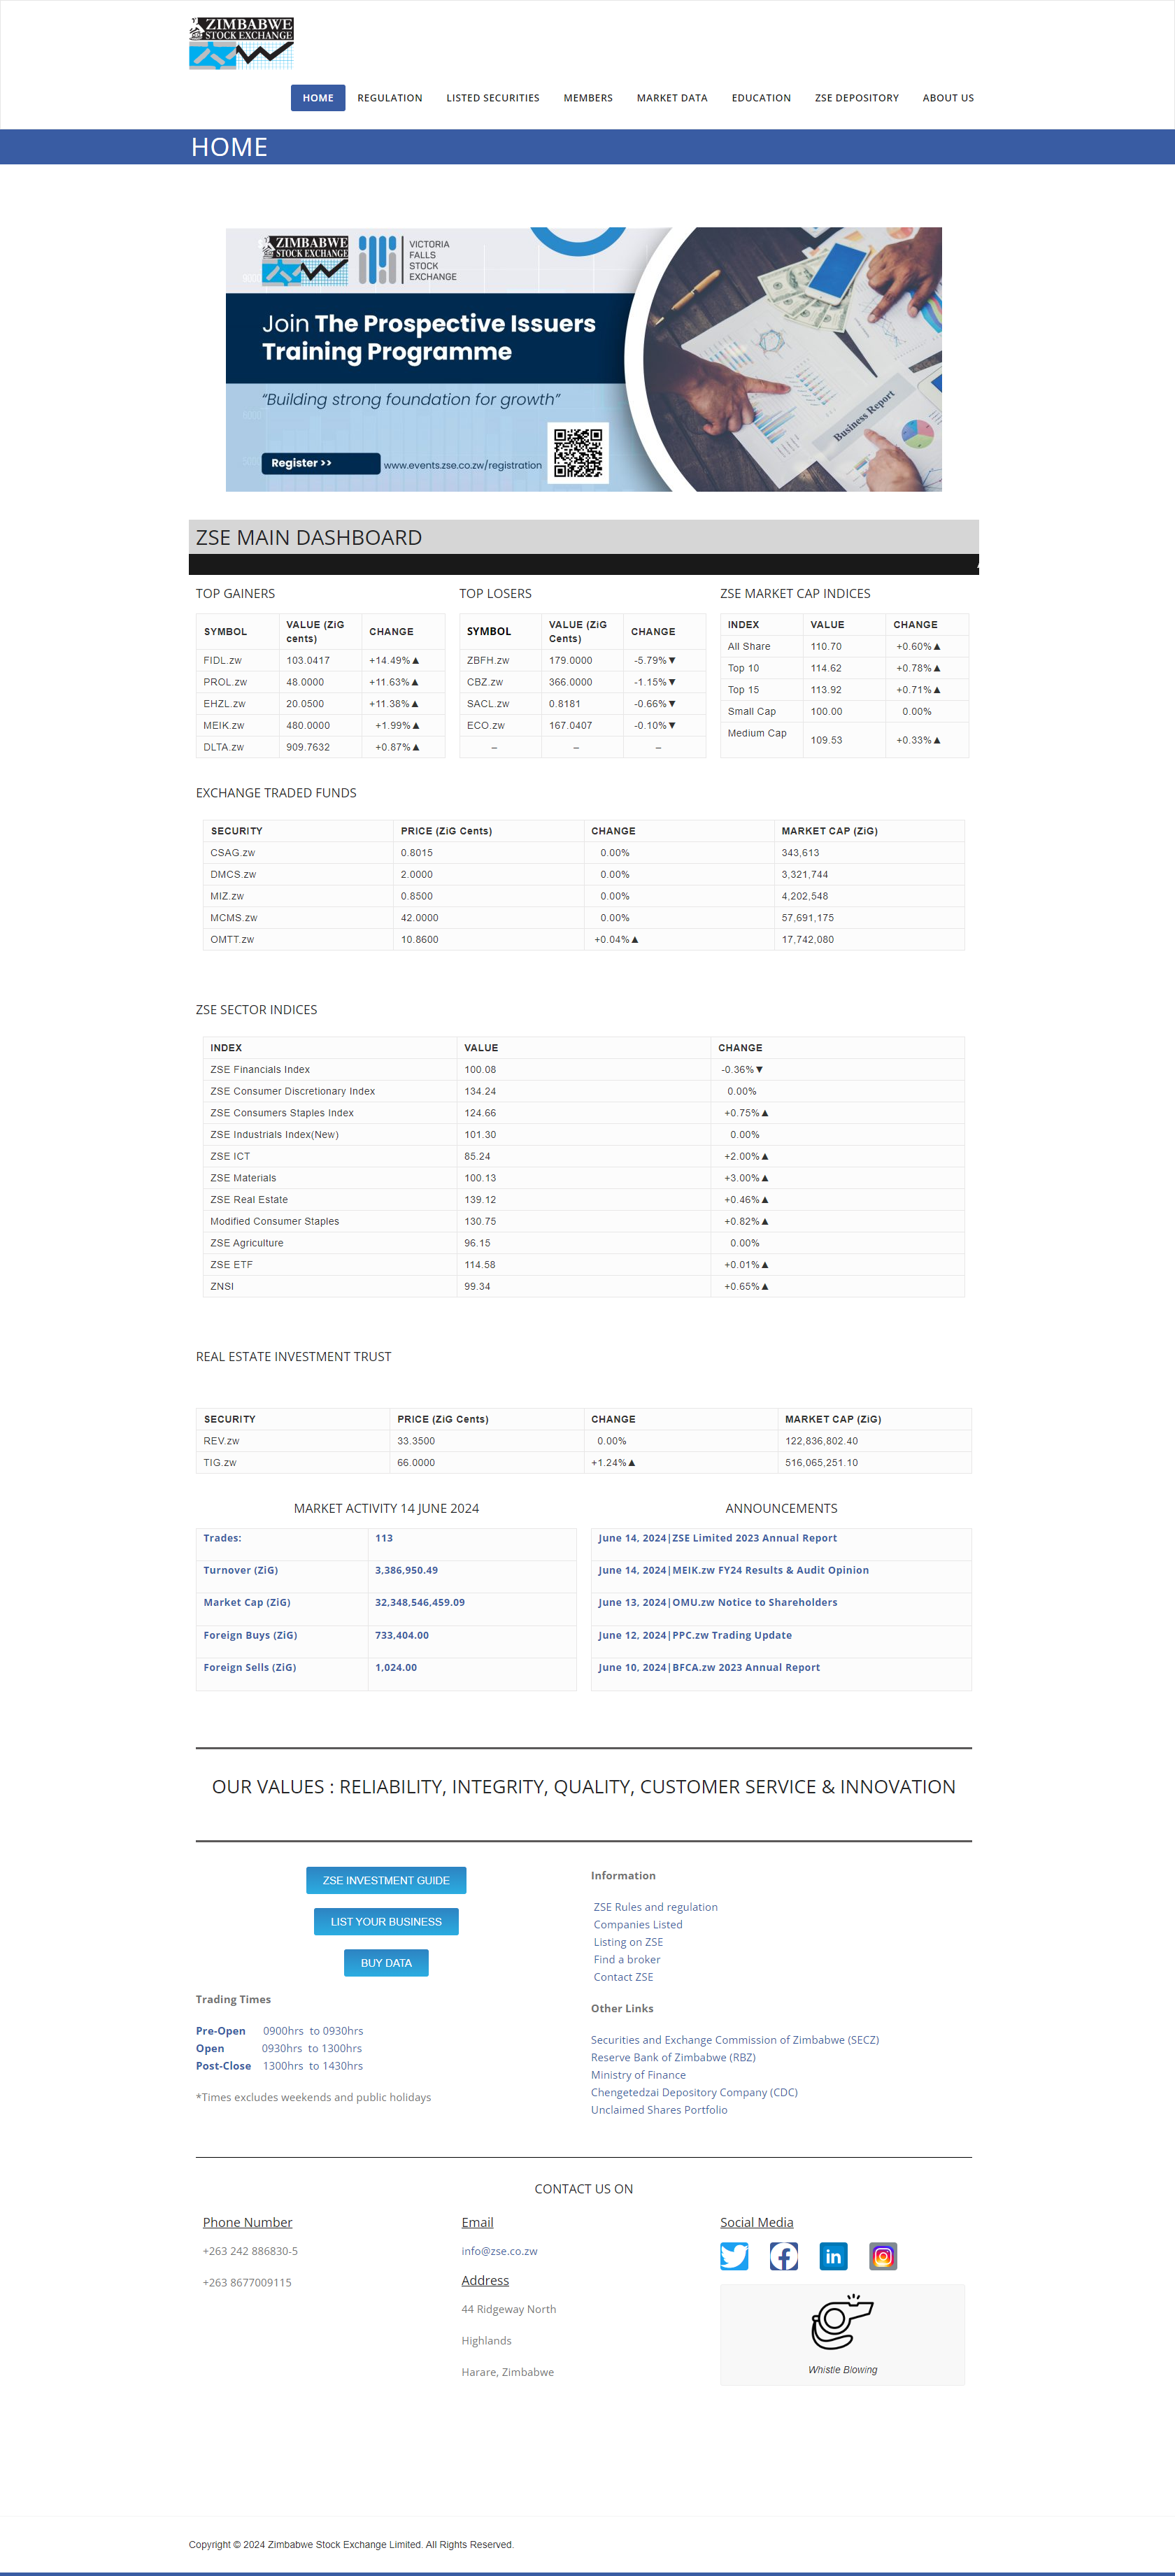 ZIMBABWE
STOCK EXCHANGE
HOME REGULATION LISTED SECURITIES MEMBERS MARKET DATA EDUCATION ZSE DEPOSITORY ABOUT US
HOME
ZIMBABWE
STOCK EXCHANGE
VICTORIA
FALLS
STOCK
EXCHANGE
Join The Prospective Issuers
Training Programme
“Building strong foundation for growth”
Register >> www.events.zse.co.zw/registration
Business Report
ZSE MAIN DASHBOARD
TOP GAINERS
SYMBOL VALUE (ZiG cents) CHANGE
FIDL.zw 103.0417 +14.49%▲
PROL.zw 48.0000 +11.63%▲
EHZL.zw 20.0500 +11.38%▲
MEIK.zw 480.0000 +1.99%▲
DLTA.zw 909.7632 +0.87%▲
TOP LOSERS
SYMBOL VALUE (ZiG Cents) CHANGE
ZBFH.zw 179.0000 -5.79%▼
CBZ.zw 366.0000 -1.15%▼
SACL.zw 0.8181 -0.66%▼
ECO.zw 167.0407 -0.10%▼
– – –
ZSE MARKET CAP INDICES
INDEX VALUE CHANGE
All Share 110.70 +0.60%▲
Top 10 114.62 +0.78%▲
Top 15 113.92 +0.71%▲
Small Cap 100.00 0.00%
Medium Cap 109.53 +0.33%▲
EXCHANGE TRADED FUNDS
SECURITY PRICE (ZiG Cents) CHANGE MARKET CAP (ZiG)
CSAG.zw 0.8015 0.00% 343,613
DMCS.zw 2.0000 0.00% 3,321,744
MIZ.zw 0.8500 0.00% 4,202,548
MCMS.zw 42.0000 0.00% 57,691,175
OMTT.zw 10.8600 +0.04%▲ 17,742,080
ZSE SECTOR INDICES
INDEX VALUE CHANGE
ZSE Financials Index 100.08 -0.36%▼
ZSE Consumer Discretionary Index 134.24 0.00%
ZSE Consumers Staples Index 124.66 +0.75%▲
ZSE Industrials Index(New) 101.30 0.00%
ZSE ICT 85.24 +2.00%▲
ZSE Materials 100.13 +3.00%▲
ZSE Real Estate 139.12 +0.46%▲
Modified Consumer Staples 130.75 +0.82%▲
ZSE Agriculture 96.15 0.00%
ZSE ETF 114.58 +0.01%▲
ZNSI 99.34 +0.65%▲
REAL ESTATE INVESTMENT TRUST
SECURITY PRICE (ZiG Cents) CHANGE MARKET CAP (ZiG)
REV.zw 33.3500 0.00% 122,836,802.40
TIG.zw 66.0000 +1.24%▲ 516,065,251.10
MARKET ACTIVITY 14 JUNE 2024
Trades: 113
Turnover (ZiG) 3,386,950.49
Market Cap (ZiG) 32,348,546,459.09
Foreign Buys (ZiG) 733,404.00
Foreign Sells (ZiG) 1,024.00
ANNOUNCEMENTS
June 14, 2024|ZSE Limited 2023 Annual Report
June 14, 2024|MEIK.zw FY24 Results & Audit Opinion
June 13, 2024|OMU.zw Notice to Shareholders
June 12, 2024|PPC.zw Trading Update
June 10, 2024|BFCA.zw 2023 Annual Report
OUR VALUES : RELIABILITY, INTEGRITY, QUALITY, CUSTOMER SERVICE & INNOVATION
ZSE INVESTMENT GUIDE
LIST YOUR BUSINESS
BUY DATA
Trading Times
Pre-Open 0900hrs to 0930hrs
Open 0930hrs to 1300hrs
Post-Close 1300hrs to 1430hrs
*Times excludes weekends and public holidays
Information
ZSE Rules and regulation
Companies Listed
Listing on ZSE
Find a broker
Contact ZSE
Other Links
Securities and Exchange Commission of Zimbabwe (SECZ)
Reserve Bank of Zimbabwe (RBZ)
Ministry of Finance
Chengetedzai Depository Company (CDC)
Unclaimed Shares Portfolio
CONTACT US ON
Phone Number
+263 242 886830-5
+263 8677009115
Email
info@zse.co.zw
Address
44 Ridgeway North
Highlands
Harare, Zimbabwe
Social Media
in
Whistle Blowing
Copyright © 2024 Zimbabwe Stock Exchange Limited. All Rights Reserved.